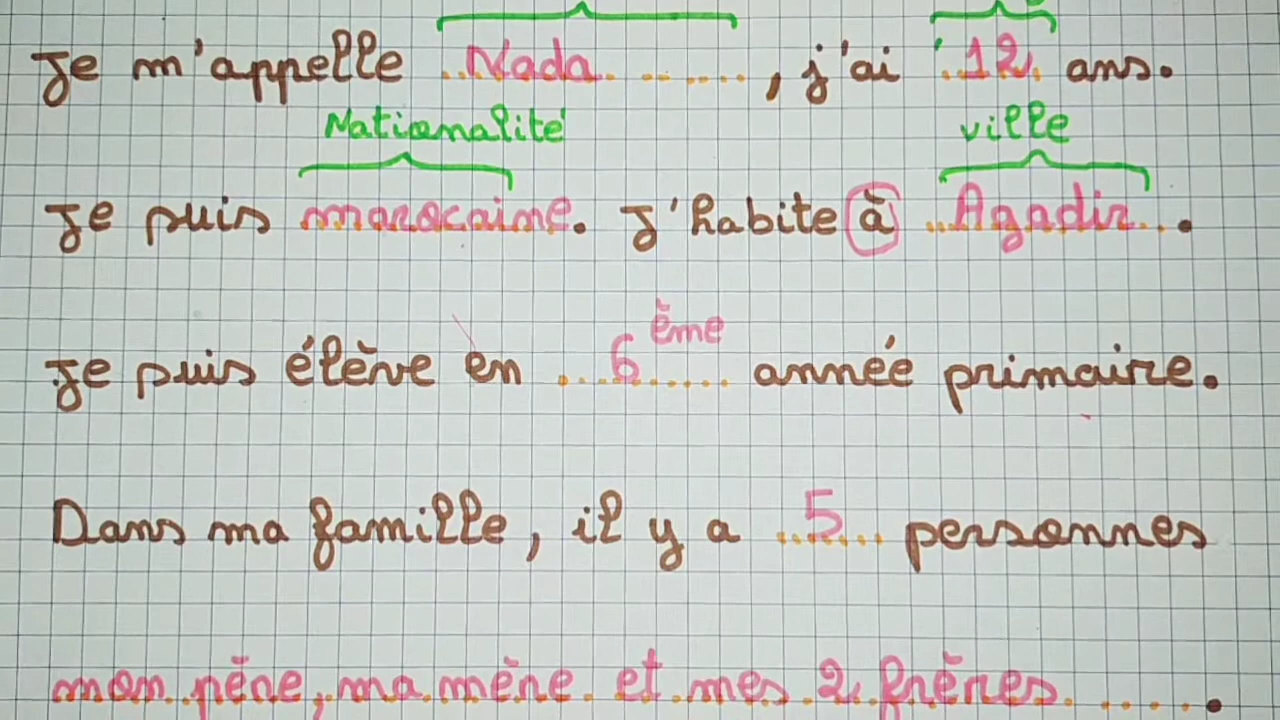 Je m'appelle Nada, j'ai 12 ans.
Nationalité ville
Je suis marocaine. J'habite à Agadir.
Je suis élève en 6ème année primaire.
Dans ma famille, il y a 5 personnes
mon père, ma mère et mes 2 frères.